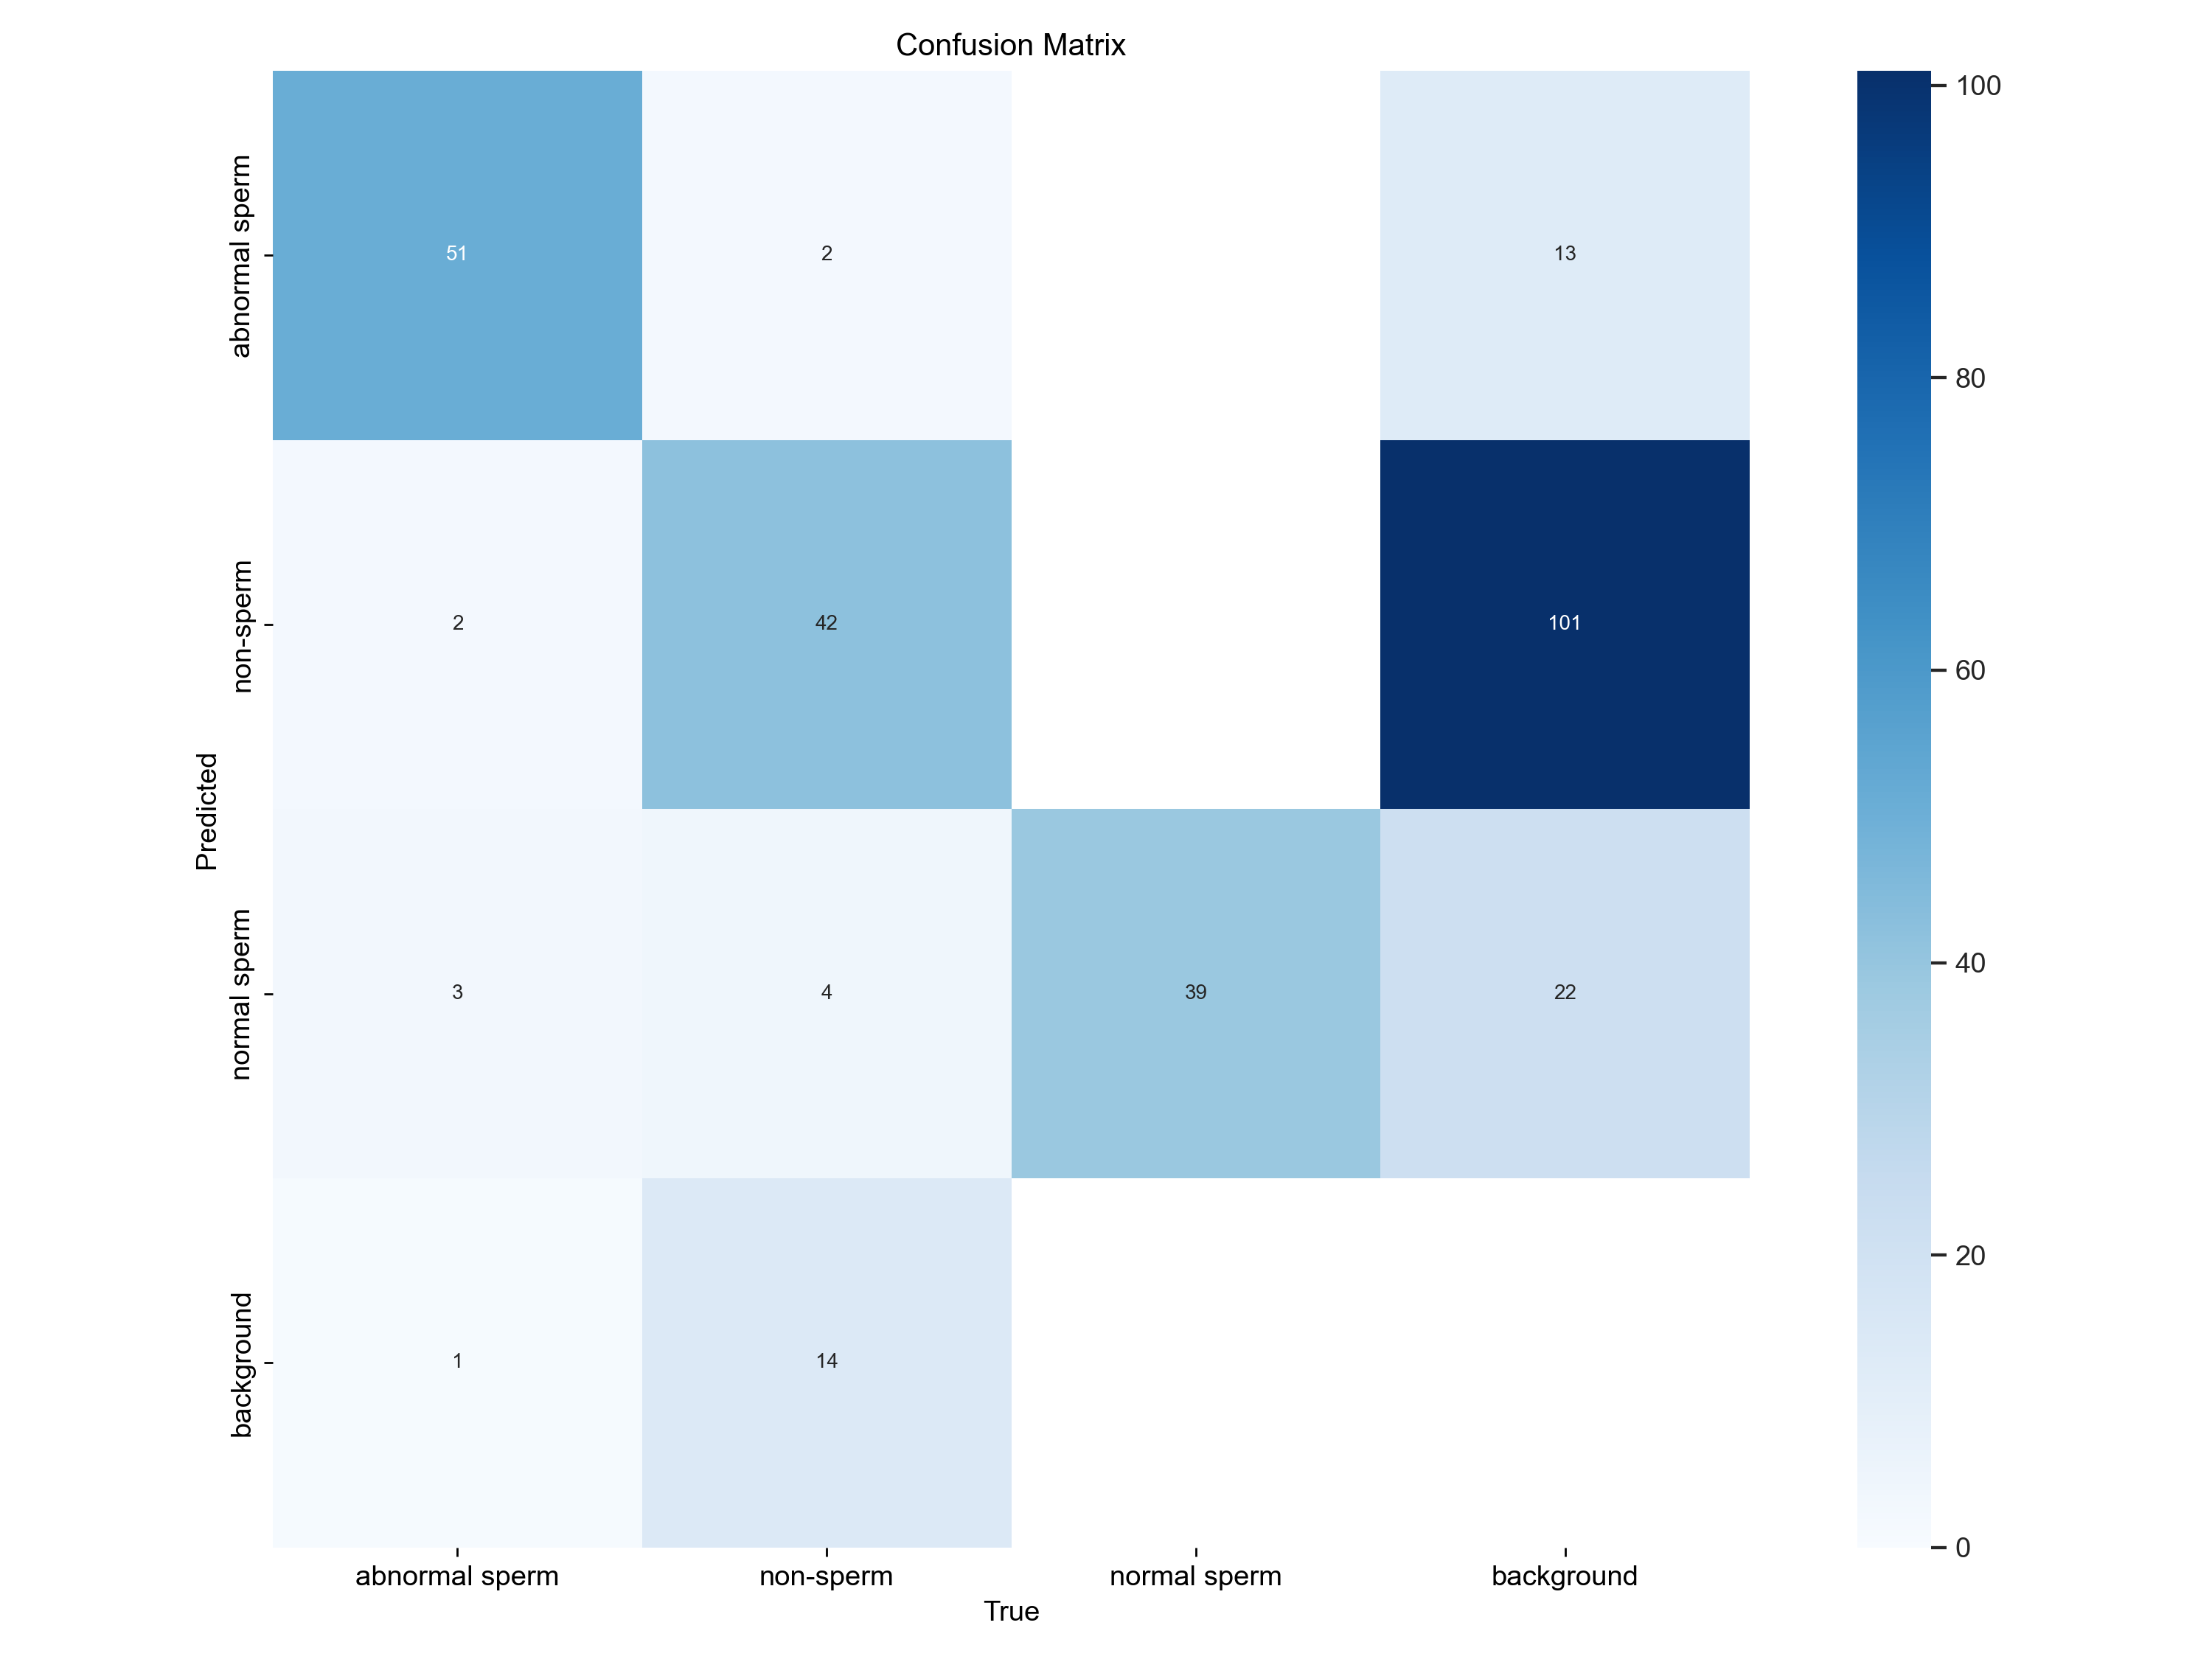 Confusion Matrix
abnormal sperm
51
2
13
100
80
non-sperm
2
42
101
60
Predicted
normal sperm
3
4
39
22
40
background
1
14
20
0
abnormal sperm
non-sperm
normal sperm
background
True